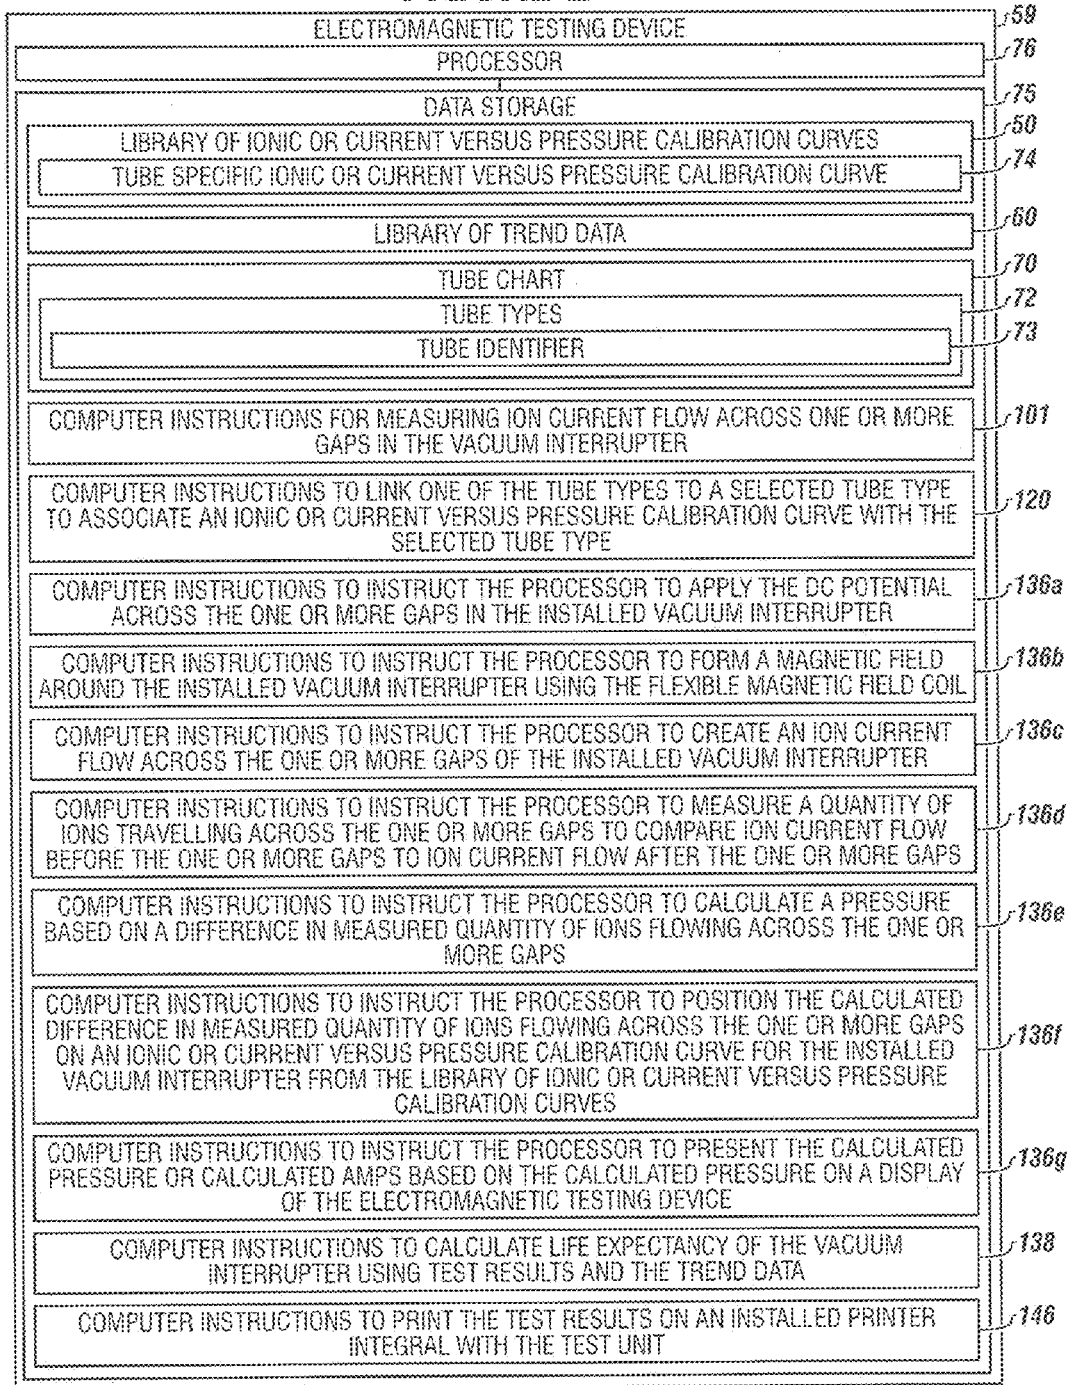 ELECTROMAGNETIC TESTING DEVICE
59
PROCESSOR
76
DATA STORAGE
75
LIBRARY OF IONIC OR CURRENT VERSUS PRESSURE CALIBRATION CURVES
50
TUBE SPECIFIC IONIC OR CURRENT VERSUS PRESSURE CALIBRATION CURVE
74
LIBRARY OF TREND DATA
60
TUBE CHART
70
TUBE TYPES
72
TUBE IDENTIFIER
73
COMPUTER INSTRUCTIONS FOR MEASURING ION CURRENT FLOW ACROSS ONE OR MORE
GAPS IN THE VACUUM INTERRUPTER
101
COMPUTER INSTRUCTIONS TO LINK ONE OF THE TUBE TYPES TO A SELECTED TUBE TYPE
TO ASSOCIATE AN IONIC OR CURRENT VERSUS PRESSURE CALIBRATION CURVE WITH THE
SELECTED TUBE TYPE
120
COMPUTER INSTRUCTIONS TO INSTRUCT THE PROCESSOR TO APPLY THE DC POTENTIAL
ACROSS THE ONE OR MORE GAPS IN THE INSTALLED VACUUM INTERRUPTER
136a
COMPUTER INSTRUCTIONS TO INSTRUCT THE PROCESSOR TO FORM A MAGNETIC FIELD
AROUND THE INSTALLED VACUUM INTERRUPTER USING THE FLEXIBLE MAGNETIC FIELD COIL
136b
COMPUTER INSTRUCTIONS TO INSTRUCT THE PROCESSOR TO CREATE AN ION CURRENT
FLOW ACROSS THE ONE OR MORE GAPS OF THE INSTALLED VACUUM INTERRUPTER
136c
COMPUTER INSTRUCTIONS TO INSTRUCT THE PROCESSOR TO MEASURE A QUANTITY OF
IONS TRAVELLING ACROSS THE ONE OR MORE GAPS TO COMPARE ION CURRENT FLOW
BEFORE THE ONE OR MORE GAPS TO ION CURRENT FLOW AFTER THE ONE OR MORE GAPS
136d
COMPUTER INSTRUCTIONS TO INSTRUCT THE PROCESSOR TO CALCULATE A PRESSURE
BASED ON A DIFFERENCE IN MEASURED QUANTITY OF IONS FLOWING ACROSS THE ONE OR
MORE GAPS
136e
COMPUTER INSTRUCTIONS TO INSTRUCT THE PROCESSOR TO POSITION THE CALCULATED
DIFFERENCE IN MEASURED QUANTITY OF IONS FLOWING ACROSS THE ONE OR MORE GAPS
ON AN IONIC OR CURRENT VERSUS PRESSURE CALIBRATION CURVE FOR THE INSTALLED
VACUUM INTERRUPTER FROM THE LIBRARY OF IONIC OR CURRENT VERSUS PRESSURE
CALIBRATION CURVES
136f
COMPUTER INSTRUCTIONS TO INSTRUCT THE PROCESSOR TO PRESENT THE CALCULATED
PRESSURE OR CALCULATED AMPS BASED ON THE CALCULATED PRESSURE ON A DISPLAY
OF THE ELECTROMAGNETIC TESTING DEVICE
136g
COMPUTER INSTRUCTIONS TO CALCULATE LIFE EXPECTANCY OF THE VACUUM
INTERRUPTER USING TEST RESULTS AND THE TREND DATA
138
COMPUTER INSTRUCTIONS TO PRINT THE TEST RESULTS ON AN INSTALLED PRINTER
INTEGRAL WITH THE TEST UNIT
146